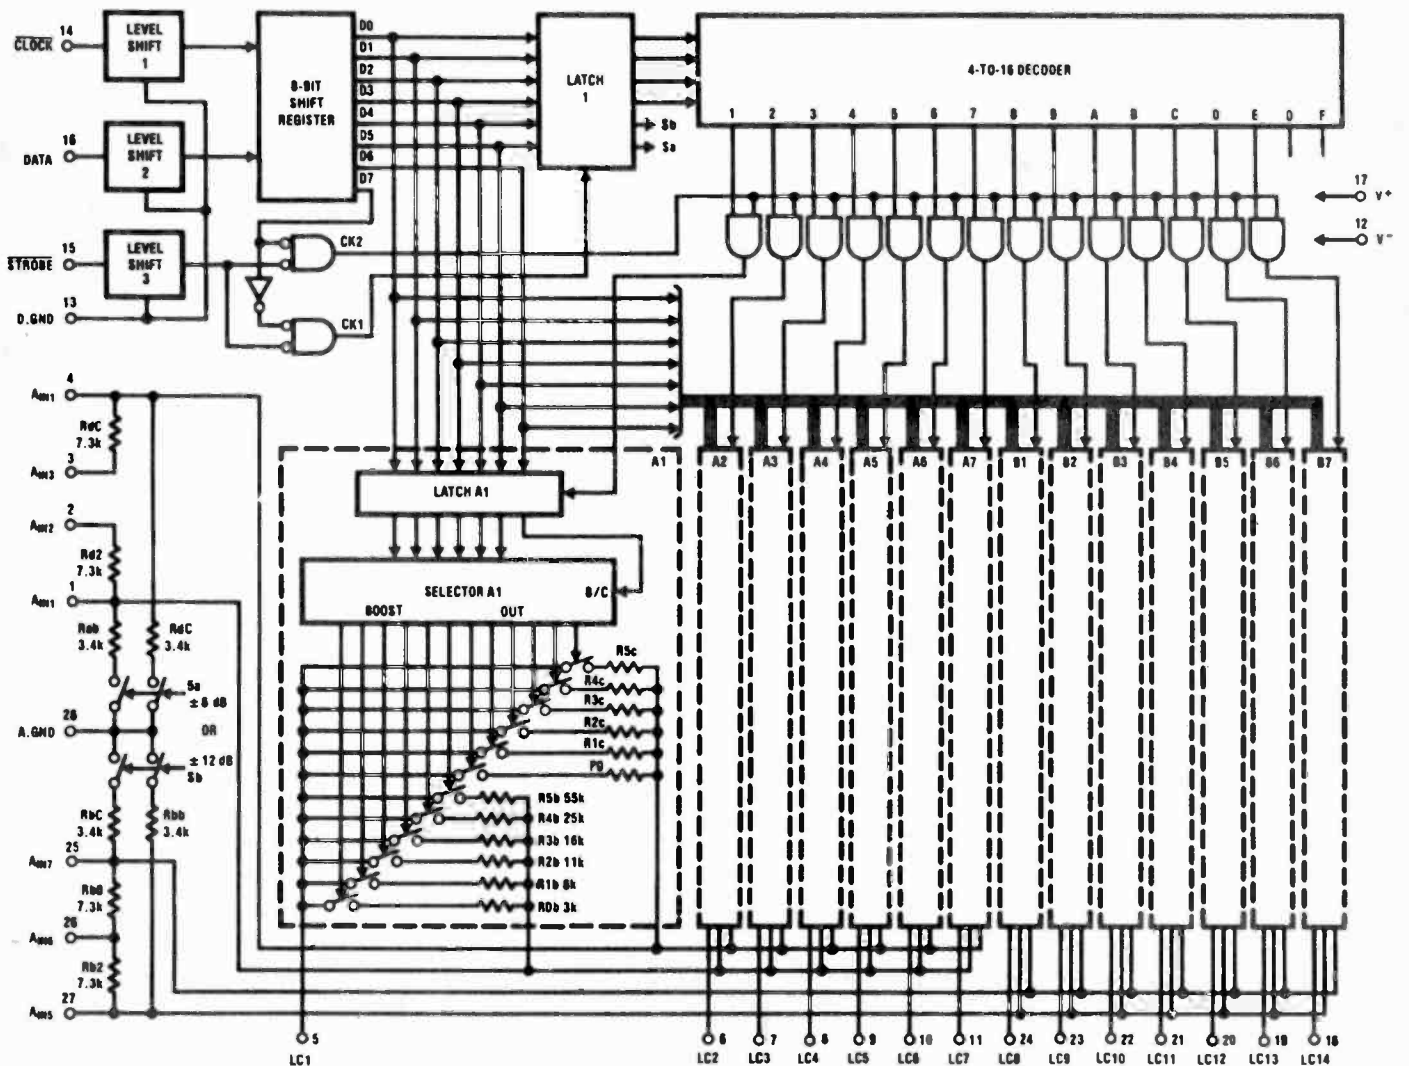 14
CLOCK
LEVEL
SHIFT
1
8-BIT
SHIFT
REGISTER
D0
D1
D2
D3
D4
D5
D6
D7
LATCH
1
Sb
Sa
4-TO-16 DECODER
1 2 3 4 5 6 7 8 9 A B C D E O F
16
DATA
LEVEL
SHIFT
2
17
V+
12
V-
15
STROBE
LEVEL
SHIFT
3
CK2
CK1
13
D.GND
4
RdC
7.3k
3
2
Rd2
7.3k
1
3.4k
RdC
3.4k
Sa
OR
28
A.GND
± 12 dB
Sb
RbC
3.4k
Rbb
3.4k
25
7.3k
26
Rb2
7.3k
27
A1
LATCH A1
SELECTOR A1
B/C
BOOST
OUT
R5c
R4c
R3c
R2c
R1c
R5b 55k
R4b 25k
R3b 16k
R2b 11k
R1b 6k
R0b 3k
A2 A3 A4 A5 A6 A7 B1 B2 B3 B4 B5 B6 B7
5
LC1
6 7 8 9 10 11 24 23 22 21 20 19 18
LC2 LC3 LC4 LC5 LC6 LC7 LC8 LC9 LC10 LC11 LC12 LC13 LC14